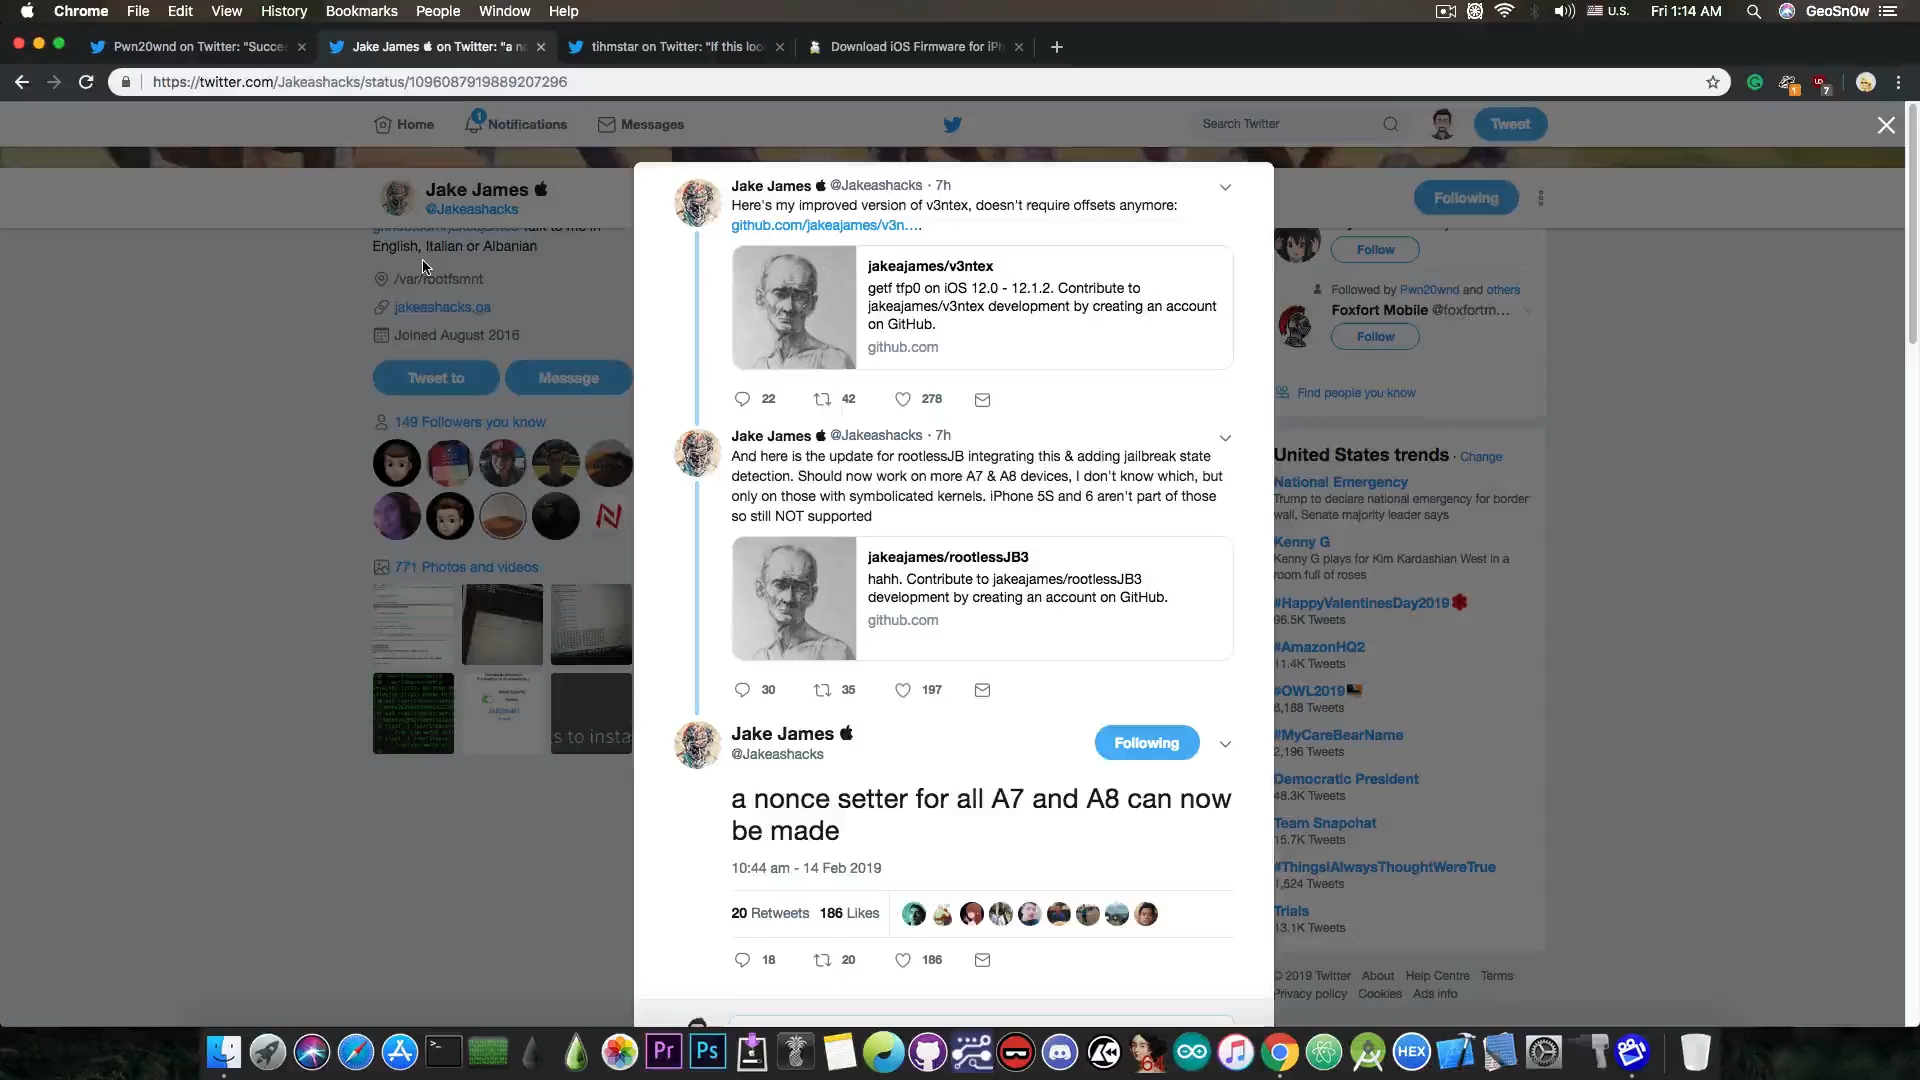 Chrome File Edit View History Bookmarks People Window Help
U.S. Fri 1:14 AM GeoSn0w
Pwn20wnd on Twitter: "Succe
Jake James on Twitter: "a n
tihmstar on Twitter: "If this loo
Download iOS Firmware for iPh
https://twitter.com/Jakeashacks/status/1096087919889207296
1
7
Home
1
Notifications
Messages
Search Twitter
Tweet
Jake James
@Jakeashacks
Following
English, Italian or Albanian
/var/rootfsmnt
jakeashacks.ga
Joined August 2016
Tweet to
Message
149 Followers you know
771 Photos and videos
s to insta
Jake James @Jakeashacks · 7h
Here's my improved version of v3ntex, doesn't require offsets anymore:
github.com/jakeajames/v3n….
jakeajames/v3ntex
getf tfp0 on iOS 12.0 - 12.1.2. Contribute to
jakeajames/v3ntex development by creating an account
on GitHub.
github.com
22 42 278
Jake James @Jakeashacks · 7h
And here is the update for rootlessJB integrating this & adding jailbreak state
detection. Should now work on more A7 & A8 devices, I don't know which, but
only on those with symbolicated kernels. iPhone 5S and 6 aren't part of those
so still NOT supported
jakeajames/rootlessJB3
hahh. Contribute to jakeajames/rootlessJB3
development by creating an account on GitHub.
github.com
30 35 197
Jake James
@Jakeashacks
Following
a nonce setter for all A7 and A8 can now
be made
10:44 am - 14 Feb 2019
20 Retweets 186 Likes
18 20 186
Follow
Followed by Pwn20wnd and others
Foxfort Mobile @foxfortm...
Follow
Find people you know
United States trends · Change
National Emergency
Trump to declare national emergency for border
wall, Senate majority leader says
Kenny G
Kenny G plays for Kim Kardashian West in a
room full of roses
#HappyValentinesDay2019
96.5K Tweets
#AmazonHQ2
11.4K Tweets
#OWL2019
8,188 Tweets
#MyCareBearName
2,196 Tweets
Democratic President
48.3K Tweets
Team Snapchat
15.7K Tweets
#ThingsIAlwaysThoughtWereTrue
1,524 Tweets
Trials
13.1K Tweets
© 2019 Twitter About Help Centre Terms
Privacy policy Cookies Ads info
Pr
Ps
HEX